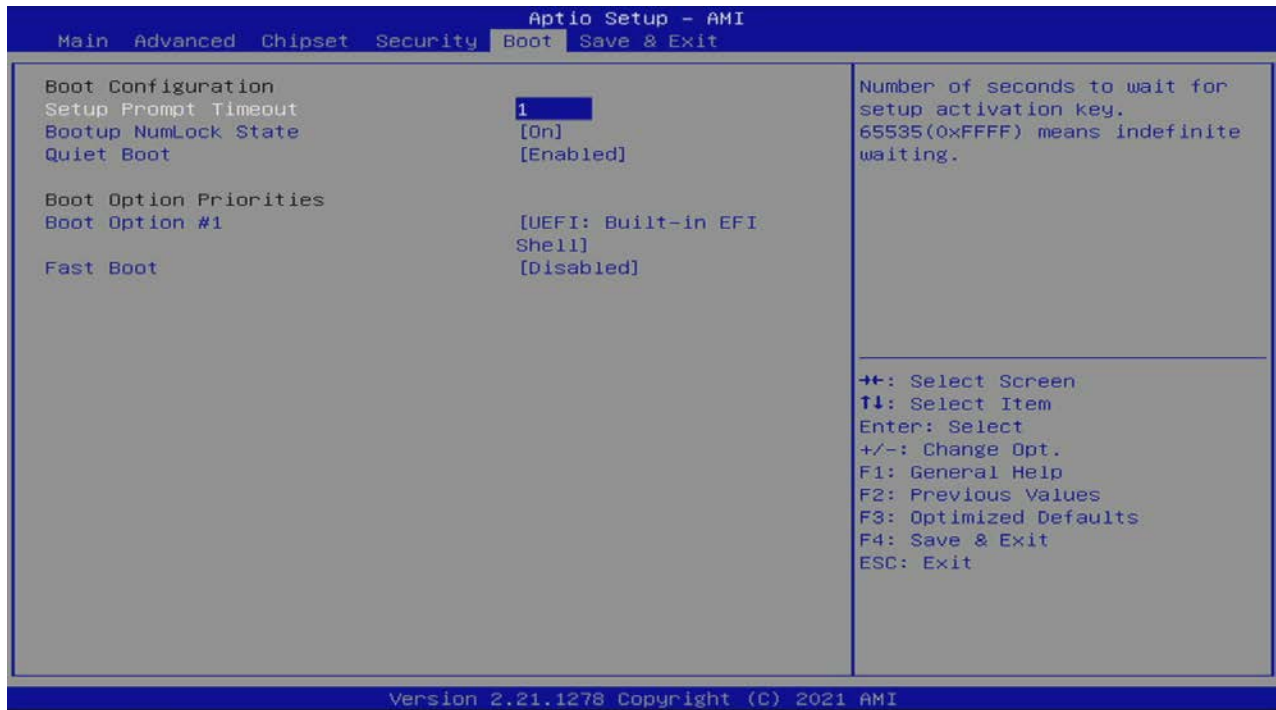 Aptio Setup – AMI
Main Advanced Chipset Security Boot Save & Exit
Boot Configuration
Setup Prompt Timeout 1
Bootup NumLock State [On]
Quiet Boot [Enabled]
Boot Option Priorities
Boot Option #1 [UEFI: Built-in EFI
Shell]
Fast Boot [Disabled]
Number of seconds to wait for
setup activation key.
65535(0xFFFF) means indefinite
waiting.
→←: Select Screen
↑↓: Select Item
Enter: Select
+/-: Change Opt.
F1: General Help
F2: Previous Values
F3: Optimized Defaults
F4: Save & Exit
ESC: Exit
Version 2.21.1278 Copyright (C) 2021 AMI